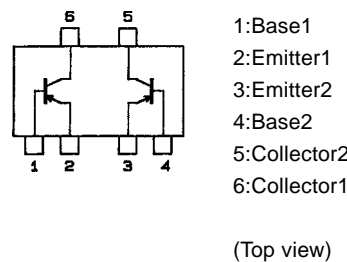 6 5
1 2 3 4
1:Base1
2:Emitter1
3:Emitter2
4:Base2
5:Collector2
6:Collector1
(Top view)